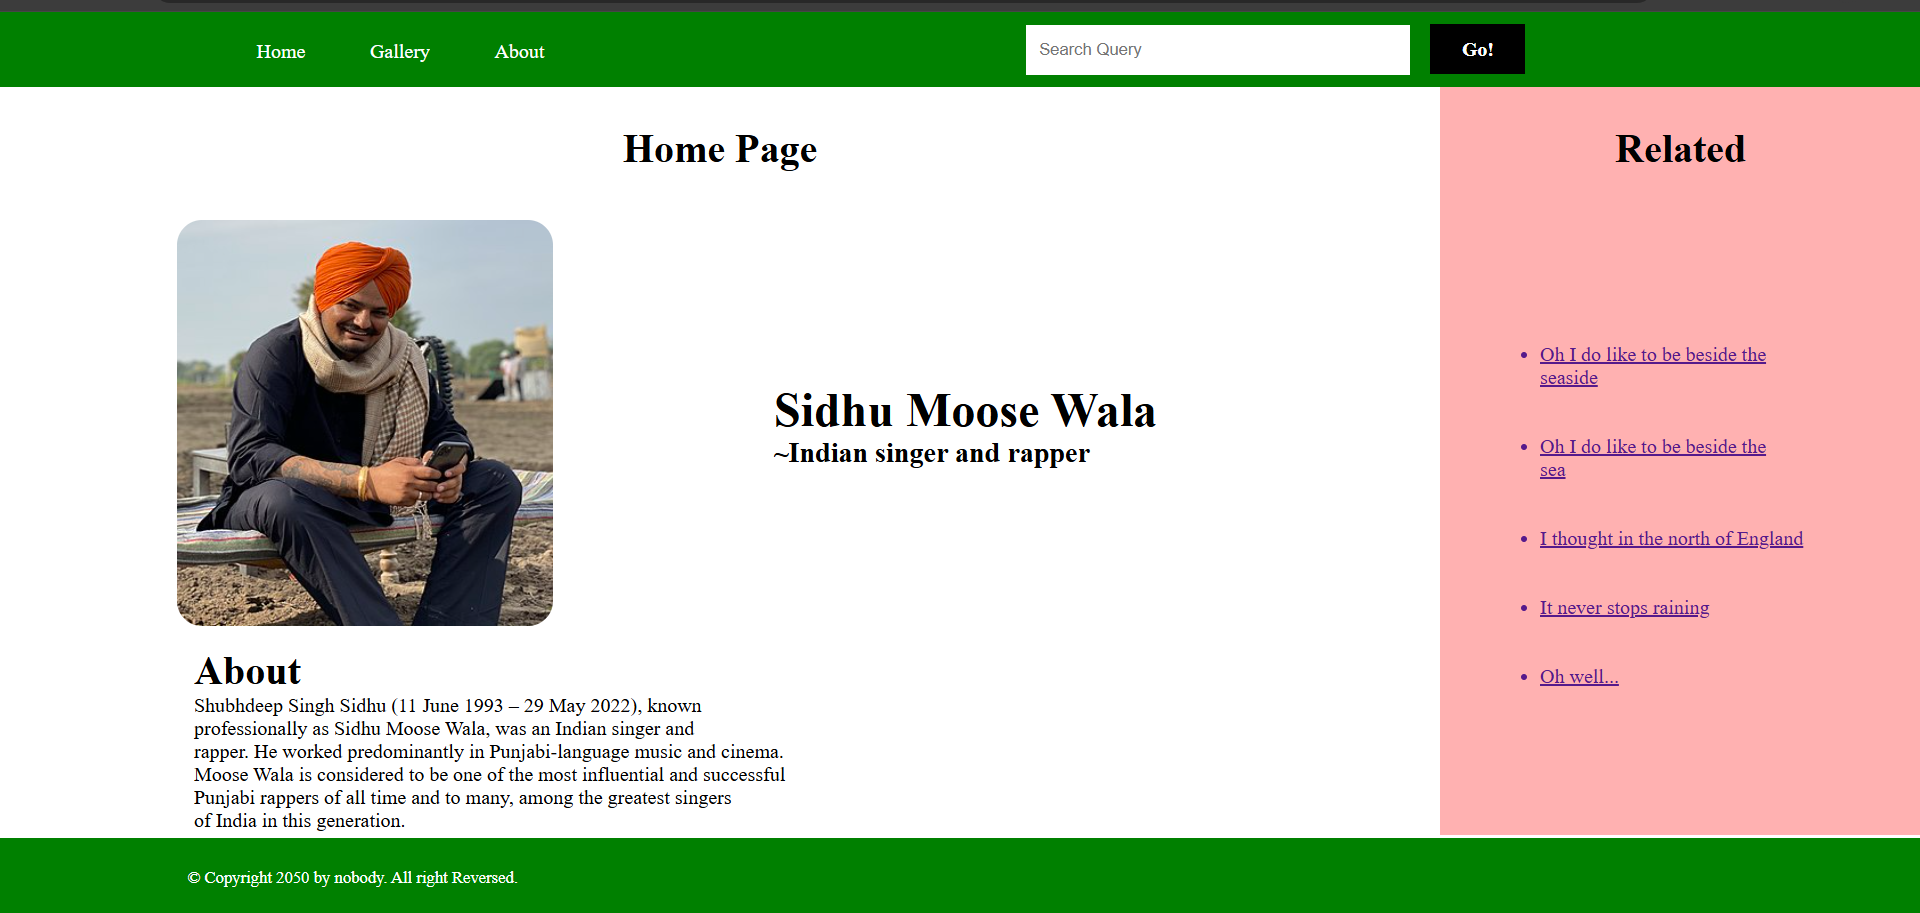 Home Gallery About Search Query Go!
Home Page
Sidhu Moose Wala
~Indian singer and rapper
About
Shubhdeep Singh Sidhu (11 June 1993 – 29 May 2022), known
professionally as Sidhu Moose Wala, was an Indian singer and
rapper. He worked predominantly in Punjabi-language music and cinema.
Moose Wala is considered to be one of the most influential and successful
Punjabi rappers of all time and to many, among the greatest singers
of India in this generation.
Related
• Oh I do like to be beside the
seaside
• Oh I do like to be beside the
sea
• I thought in the north of England
• It never stops raining
• Oh well...
© Copyright 2050 by nobody. All right Reversed.